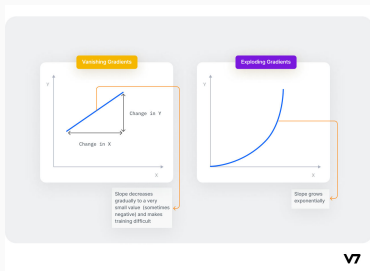 Vanishing Gradients
Exploding Gradients
Y
Change in Y
Change in X
X
Y
X
Slope decreases
gradually to a very
small value (sometimes
negative) and makes
training difficult
Slope grows
exponentially
V7